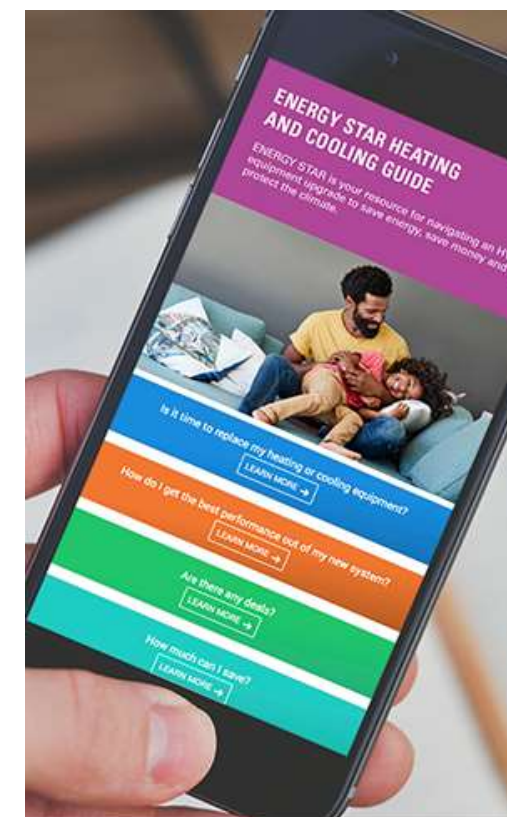 ENERGY STAR HEATING
AND COOLING GUIDE
ENERGY STAR is your resource for navigating an
equipment upgrade to save energy, save money and
protect the climate.
Is it time to replace my heating or cooling equipment?
LEARN MORE →
How do I get the best performance out of my new system?
LEARN MORE →
Are there any deals?
LEARN MORE →
How much can I save?
LEARN MORE →